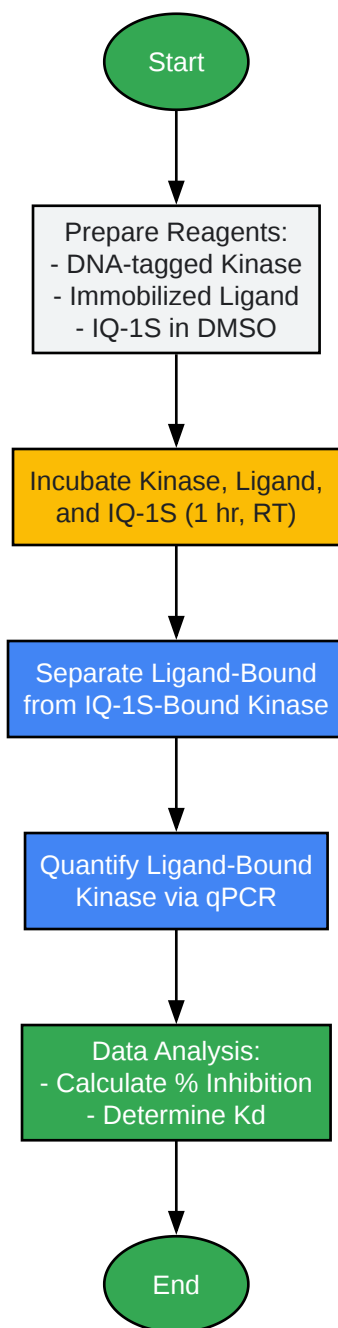 Start
Prepare Reagents:
- DNA-tagged Kinase
- Immobilized Ligand
- IQ-1S in DMSO
Incubate Kinase, Ligand,
and IQ-1S (1 hr, RT)
Separate Ligand-Bound
from IQ-1S-Bound Kinase
Quantify Ligand-Bound
Kinase via qPCR
Data Analysis:
- Calculate % Inhibition
- Determine Kd
End